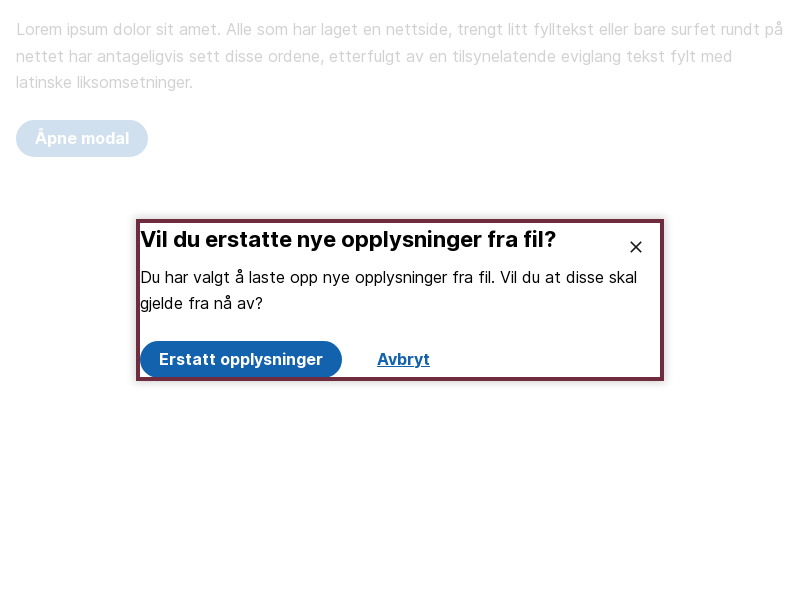 Lorem ipsum dolor sit amet. Alle som har laget en nettside, trengt litt fylltekst eller bare surfet rundt på
nettet har antageligvis sett disse ordene, etterfulgt av en tilsynelatende eviglang tekst fylt med
latinske liksomsetninger.
Åpne modal
Vil du erstatte nye opplysninger fra fil?
Du har valgt å laste opp nye opplysninger fra fil. Vil du at disse skal
gjelde fra nå av?
Erstatt opplysninger
Avbryt